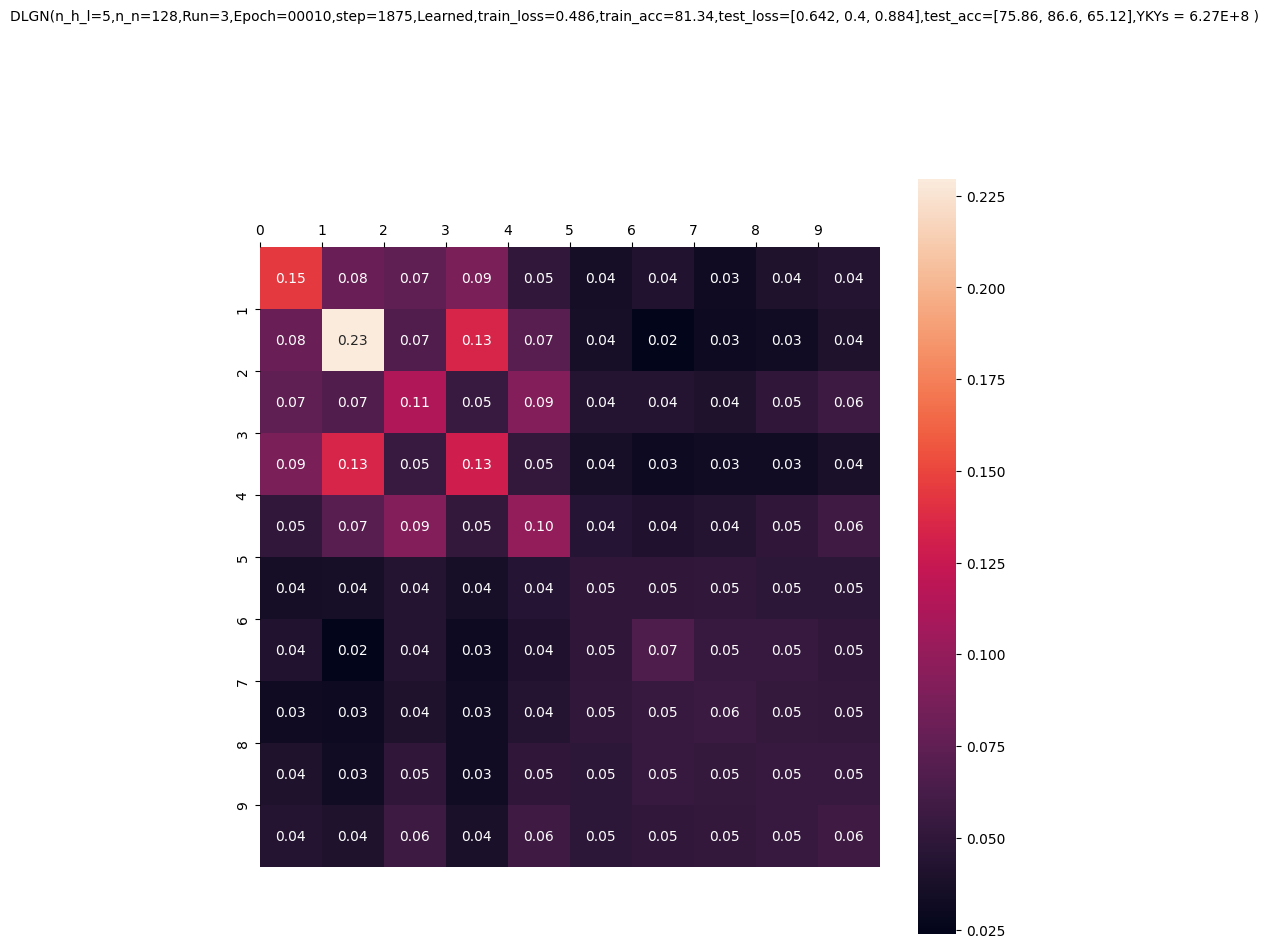 DLGN(n_h_l=5,n_n=128,Run=3,Epoch=00010,step=1875,Learned,train_loss=0.486,train_acc=81.34,test_loss=[0.642, 0.4, 0.884],test_acc=[75.86, 86.6, 65.12],YKYs = 6.27E+8 )
0 1 2 3 4 5 6 7 8 9
0.15 0.08 0.07 0.09 0.05 0.04 0.04 0.03 0.04 0.04
1
0.08 0.23 0.07 0.13 0.07 0.04 0.02 0.03 0.03 0.04
2
0.07 0.07 0.11 0.05 0.09 0.04 0.04 0.04 0.05 0.06
3
0.09 0.13 0.05 0.13 0.05 0.04 0.03 0.03 0.03 0.04
4
0.05 0.07 0.09 0.05 0.10 0.04 0.04 0.04 0.05 0.06
5
0.04 0.04 0.04 0.04 0.04 0.05 0.05 0.05 0.05 0.05
6
0.04 0.02 0.04 0.03 0.04 0.05 0.07 0.05 0.05 0.05
7
0.03 0.03 0.04 0.03 0.04 0.05 0.05 0.06 0.05 0.05
8
0.04 0.03 0.05 0.03 0.05 0.05 0.05 0.05 0.05 0.05
9
0.04 0.04 0.06 0.04 0.06 0.05 0.05 0.05 0.05 0.06
0.225
0.200
0.175
0.150
0.125
0.100
0.075
0.050
0.025